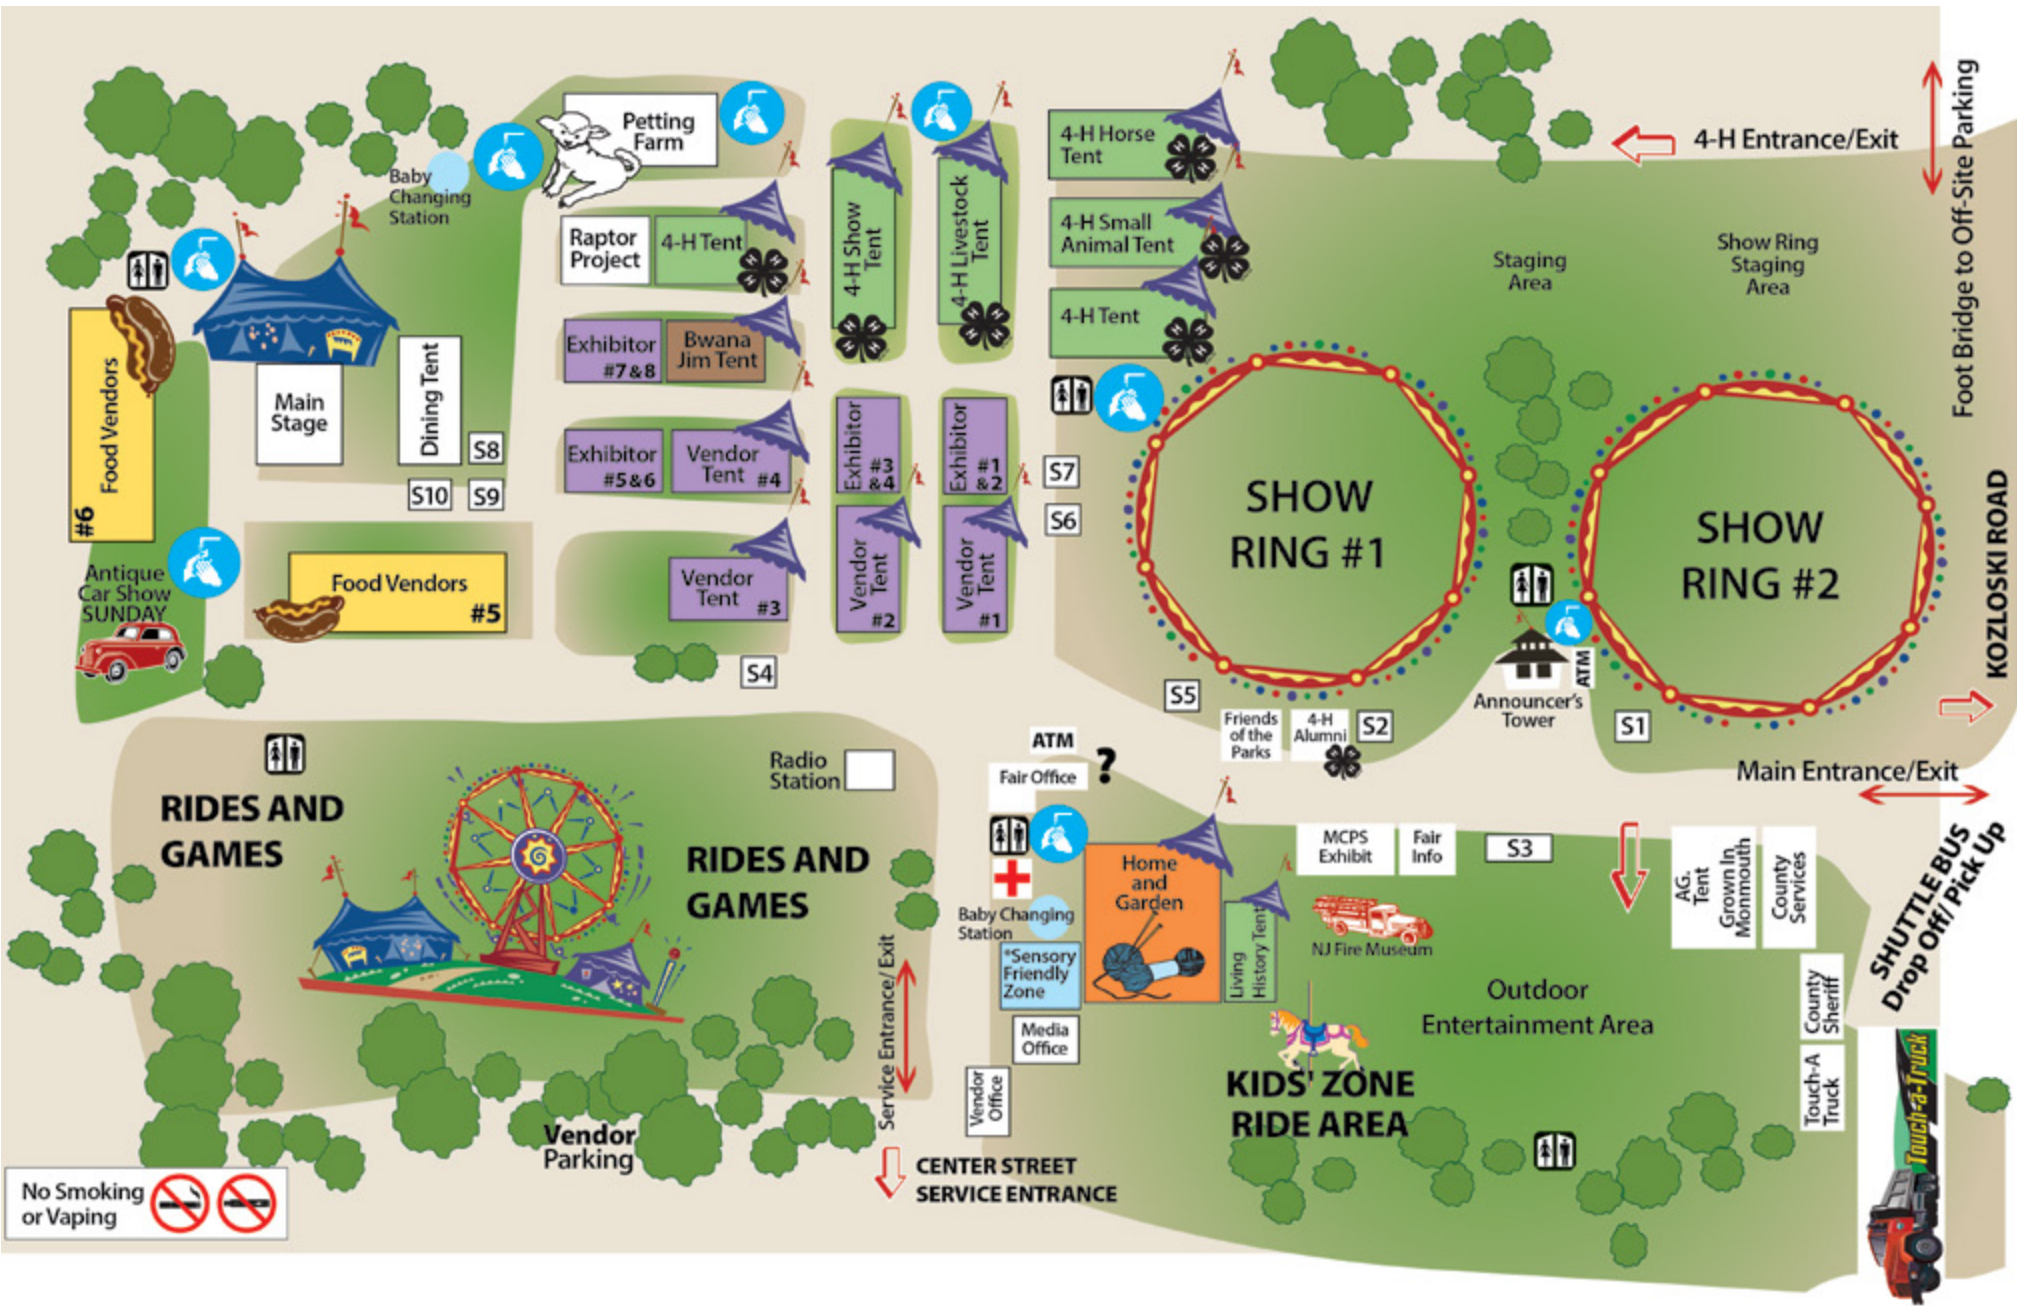 Petting
Farm
Baby
Changing
Station
Raptor
Project
4-H Tent
4-H Show
Tent
4-H Livestock
Tent
4-H Horse
Tent
4-H Small
Animal Tent
4-H Tent
4-H Entrance/Exit
Foot Bridge to Off-Site Parking
Staging
Area
Show Ring
Staging
Area
Food Vendors
#6
Main
Stage
Dining Tent
S8
S10
S9
Exhibitor
#7&8
Bwana
Jim Tent
Exhibitor
#5&6
Vendor
Tent #4
Exhibitor
#3
&4
Exhibitor
#1
&2
S7
S6
SHOW
RING #1
SHOW
RING #2
KOZLOSKI ROAD
Antique
Car Show
SUNDAY
Food Vendors
#5
Vendor
Tent #3
Vendor
Tent
#2
Vendor
Tent
#1
S4
S5
Friends
of the
Parks
4-H
Alumni
S2
ATM
Announcer's
Tower
S1
Main Entrance/Exit
RIDES AND
GAMES
Radio
Station
RIDES AND
GAMES
ATM
Fair Office
?
Home
and
Garden
MCPS
Exhibit
Fair
Info
S3
AG.
Tent
Grown In
Monmouth
County
Services
SHUTTLE BUS
Drop Off/ Pick Up
Baby Changing
Station
*Sensory
Friendly
Zone
Living
History Tent
NJ Fire Museum
Outdoor
Entertainment Area
County
Sheriff
Touch-A
Truck
Touch-a-Truck
Media
Office
Vendor
Office
KIDS' ZONE
RIDE AREA
Service Entrance/ Exit
Vendor
Parking
CENTER STREET
SERVICE ENTRANCE
No Smoking
or Vaping